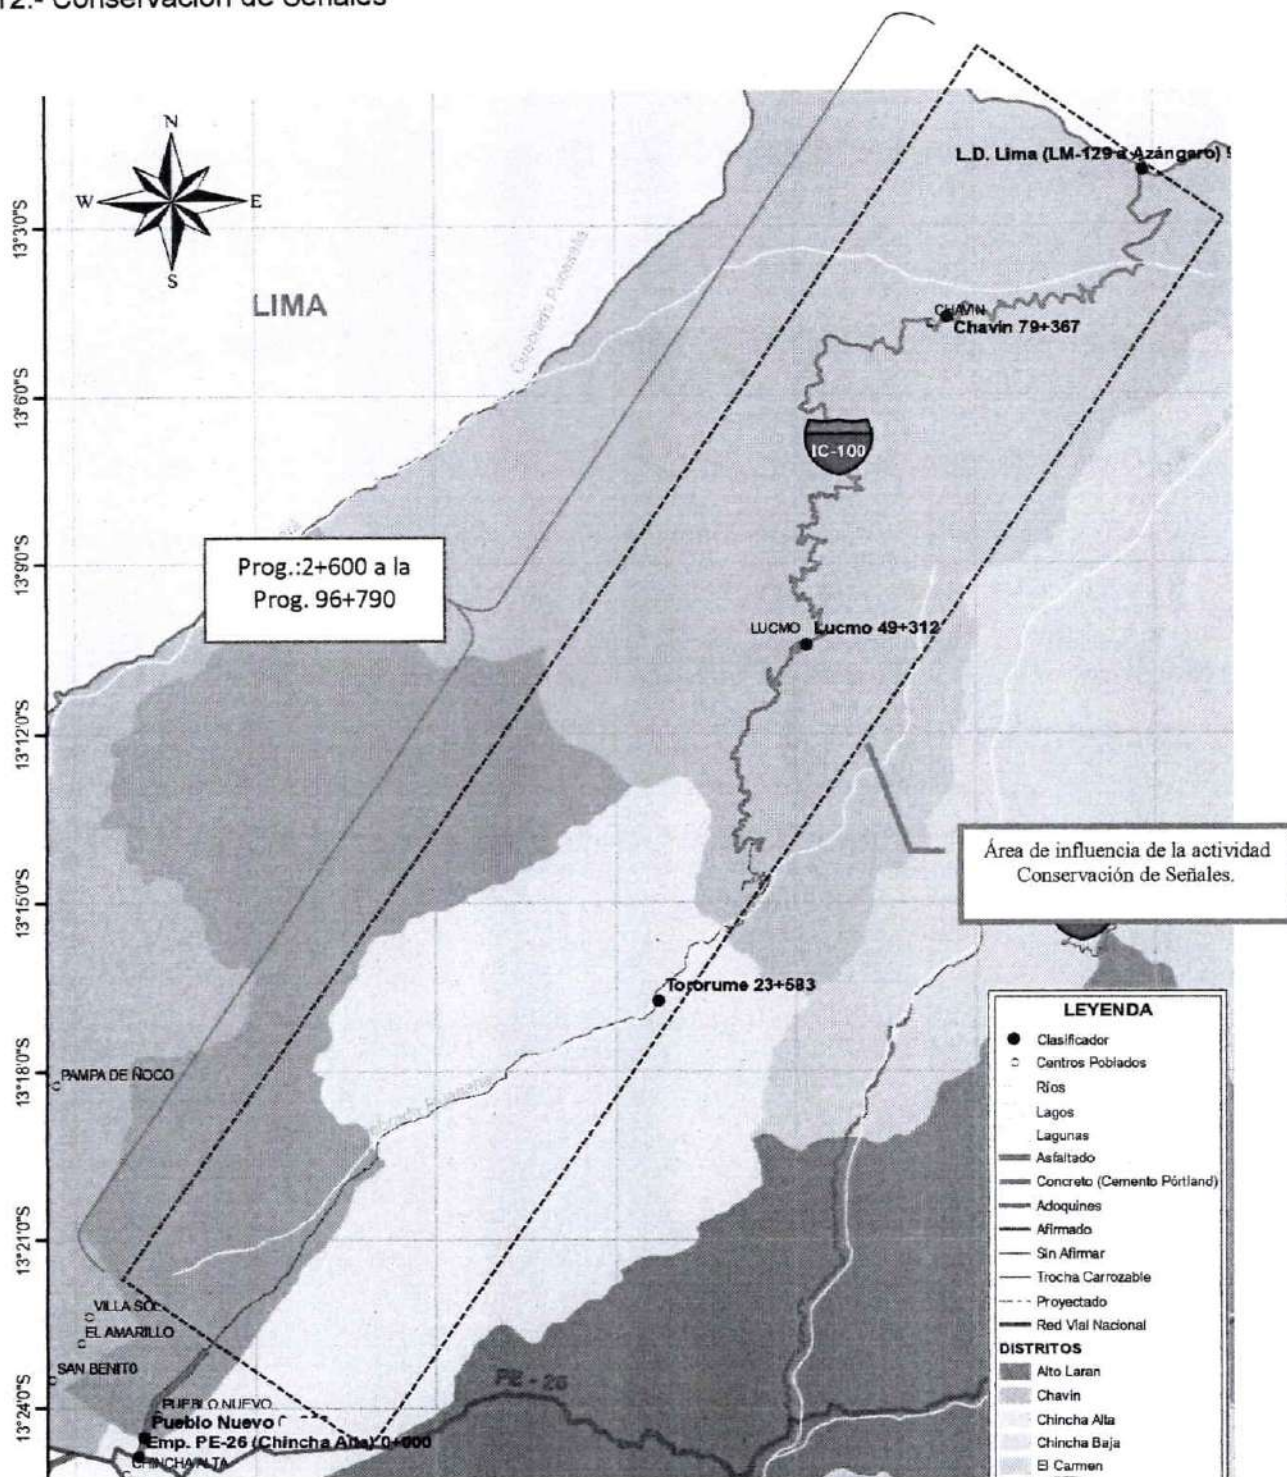 12.- Conservación de Señales
N
W
E
S
LIMA
13°3'0"S
13°6'0"S
13°9'0"S
13°12'0"S
13°15'0"S
13°18'0"S
13°21'0"S
13°24'0"S
L.D. Lima (LM-129 a Azángaro)
CHAVIN
Chavin 79+367
IC-100
Prog.:2+600 a la
Prog. 96+790
LUCMO
Lucmo 49+312
Área de influencia de la actividad
Conservación de Señales.
Tororume 23+583
PAMPA DE ÑOCO
VILLA SOL
EL AMARILLO
SAN BENITO
PUEBLO NUEVO
Pueblo Nuevo
Emp. PE-26 (Chincha Alta) 0+000
CHINCHA ALTA
PE - 26
LEYENDA
Clasificador
Centros Poblados
Ríos
Lagos
Lagunas
Asfaltado
Concreto (Cemento Pórtland)
Adoquines
Afirmado
Sin Afirmar
Trocha Carrozable
Proyectado
Red Vial Nacional
DISTRITOS
Alto Laran
Chavin
Chincha Alta
Chincha Baja
El Carmen